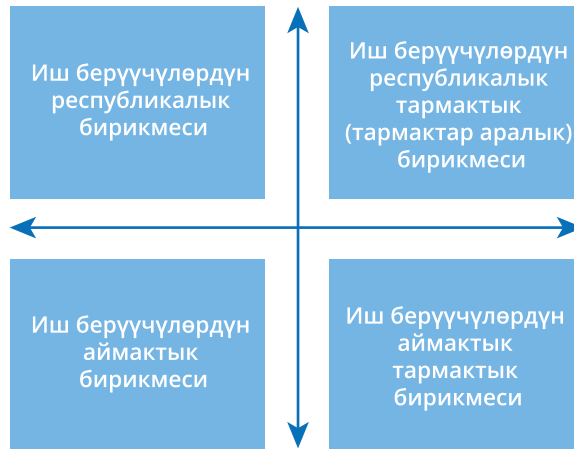 Иш берүүчүлөрдүн
республикалык
бирикмеси
Иш берүүчүлөрдүн
республикалык
тармактык
(тармактар аралык)
бирикмеси
Иш берүүчүлөрдүн
аймактык
бирикмеси
Иш берүүчүлөрдүн
аймактык
тармактык
бирикмеси